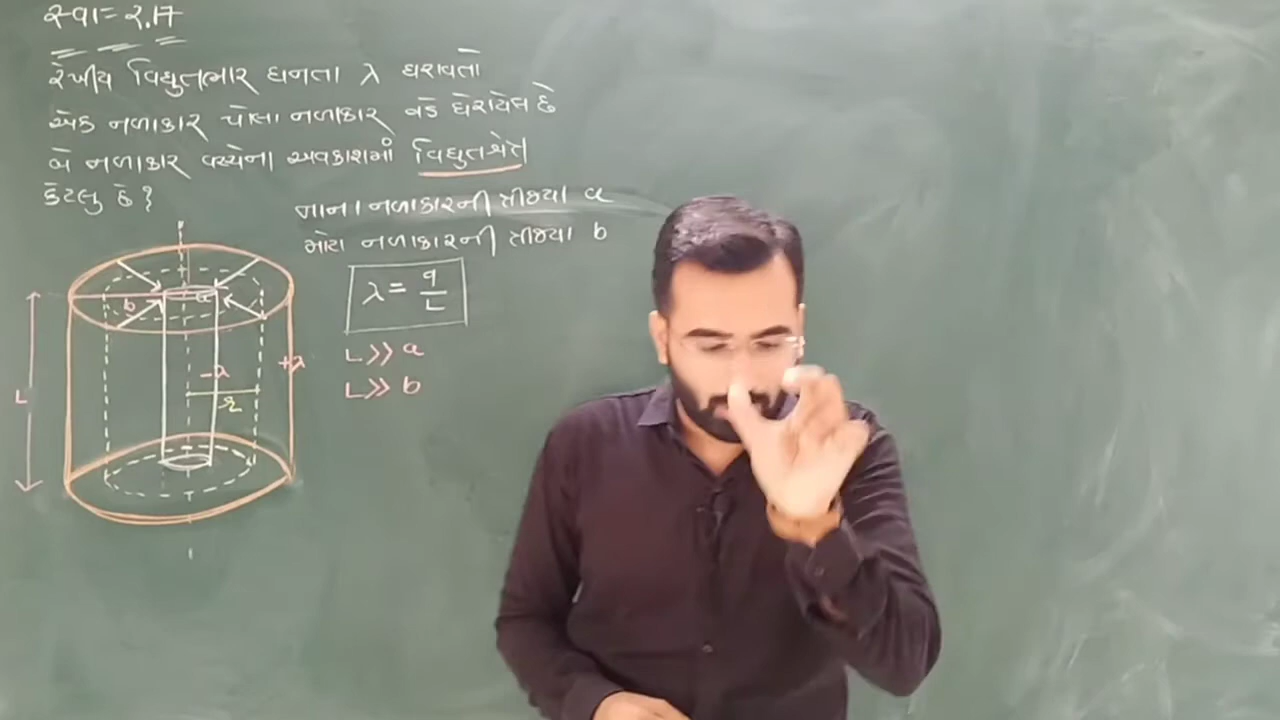 સ્વા= ૨.17
રેખીય વિદ્યુતભાર ઘનતા λ ધરાવતો
એક નળાકાર પોલા નળાકાર વડે ઘેરાયેલ છે
બે નળાકાર વચ્ચેના અવકાશમાં વિદ્યુતક્ષેત્ર
કેટલુ છે?
નાના નળાકારની ત્રીજ્યા a
મોટા નળાકારની ત્રીજ્યા b
λ = q/L
L >> a
L >> b
b
a
L
-λ
+λ
r